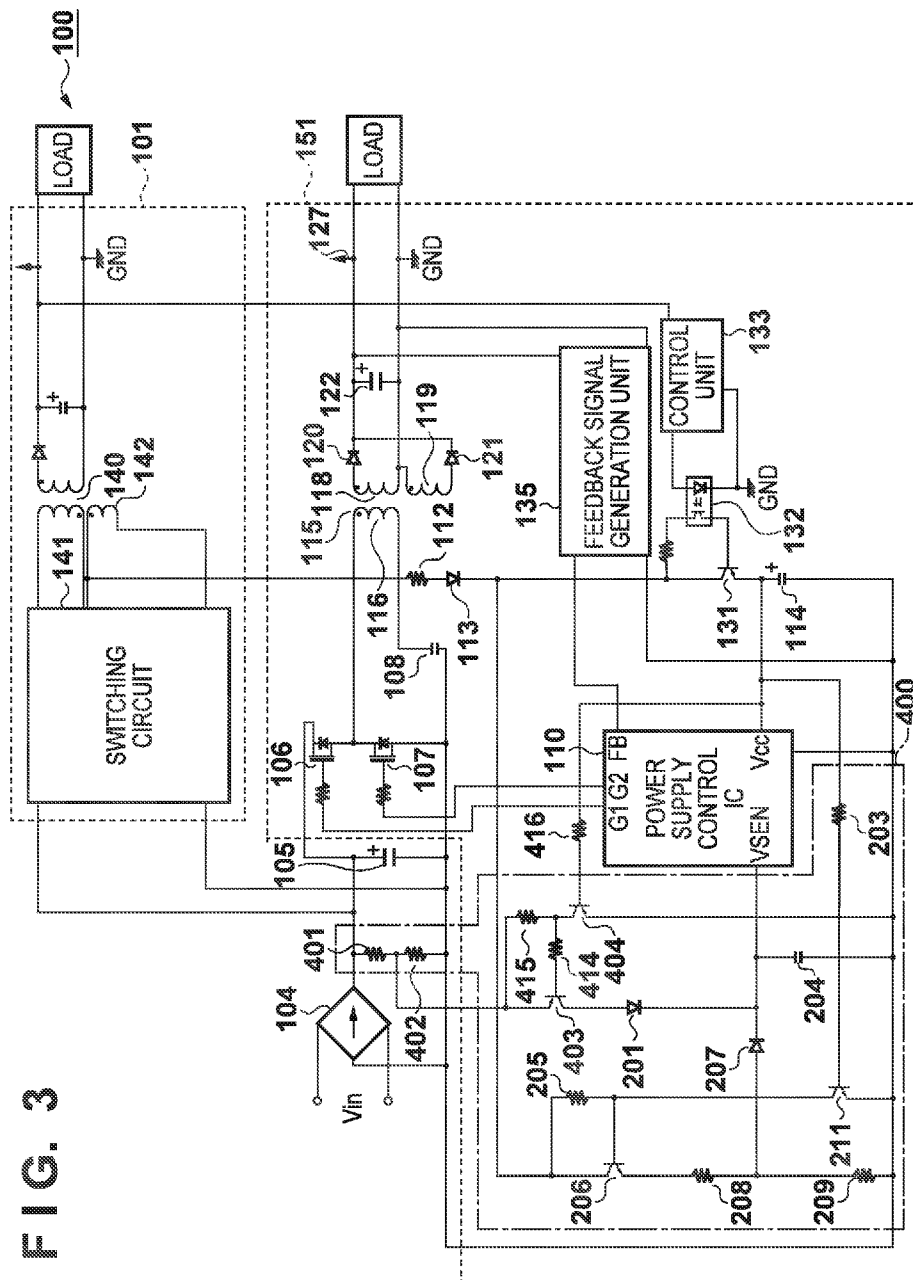 FIG. 3
100
LOAD
101
GND
140
142
141
SWITCHING
CIRCUIT
LOAD
151
127
GND
122
120
118
119
121
115
116
112
113
108
106
107
105
401
402
104
Vin
135
FEEDBACK SIGNAL
GENERATION UNIT
CONTROL
UNIT
133
GND
132
131
114
110
FB
G1 G2
POWER
SUPPLY
CONTROL
IC
VSEN
Vcc
400
416
415
414
404
403
201
204
203
207
205
206
208
211
209